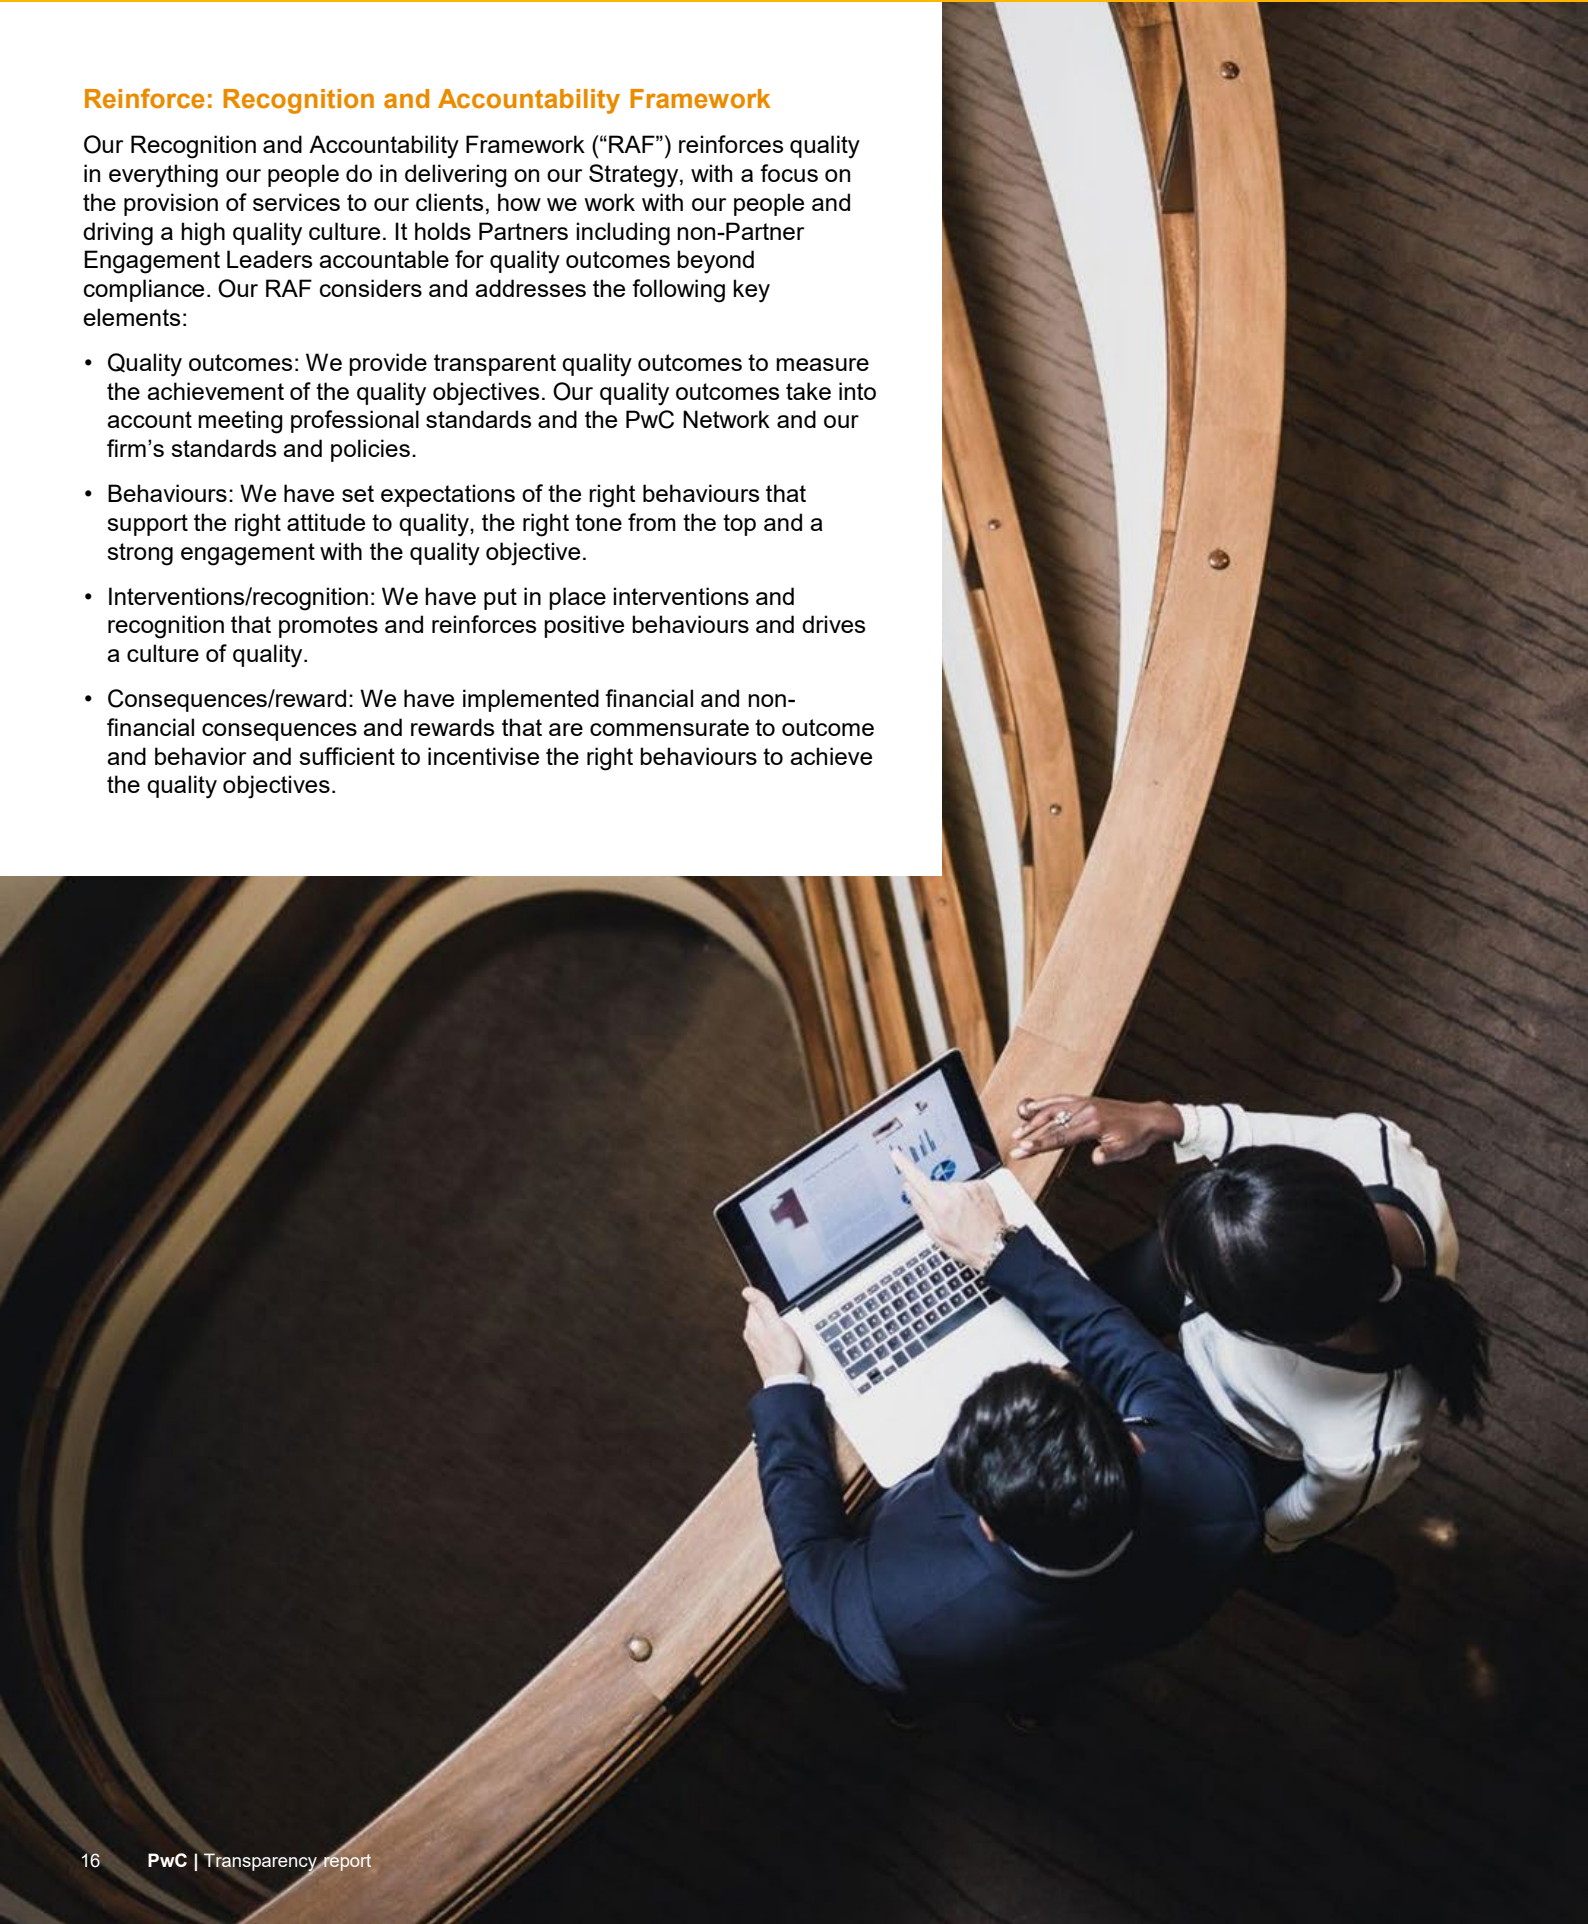 Reinforce: Recognition and Accountability Framework
Our Recognition and Accountability Framework (“RAF”) reinforces quality
in everything our people do in delivering on our Strategy, with a focus on
the provision of services to our clients, how we work with our people and
driving a high quality culture. It holds Partners including non-Partner
Engagement Leaders accountable for quality outcomes beyond
compliance. Our RAF considers and addresses the following key
elements:
• Quality outcomes: We provide transparent quality outcomes to measure
the achievement of the quality objectives. Our quality outcomes take into
account meeting professional standards and the PwC Network and our
firm’s standards and policies.
• Behaviours: We have set expectations of the right behaviours that
support the right attitude to quality, the right tone from the top and a
strong engagement with the quality objective.
• Interventions/recognition: We have put in place interventions and
recognition that promotes and reinforces positive behaviours and drives
a culture of quality.
• Consequences/reward: We have implemented financial and non-
financial consequences and rewards that are commensurate to outcome
and behavior and sufficient to incentivise the right behaviours to achieve
the quality objectives.
16 PwC | Transparency report